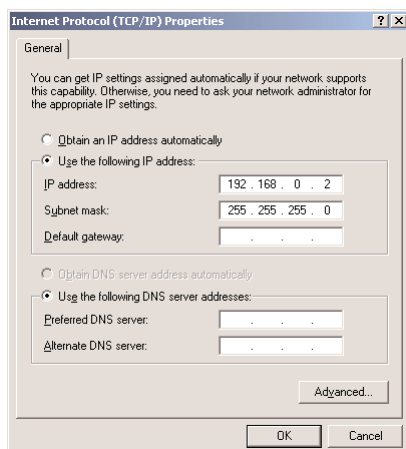 Internet Protocol (TCP/IP) Properties
General
You can get IP settings assigned automatically if your network supports
this capability. Otherwise, you need to ask your network administrator for
the appropriate IP settings.
Obtain an IP address automatically
Use the following IP address:
IP address: 192 . 168 . 0 . 2
Subnet mask: 255 . 255 . 255 . 0
Default gateway: . . .
Obtain DNS server address automatically
Use the following DNS server addresses:
Preferred DNS server: . . .
Alternate DNS server: . . .
Advanced...
OK Cancel